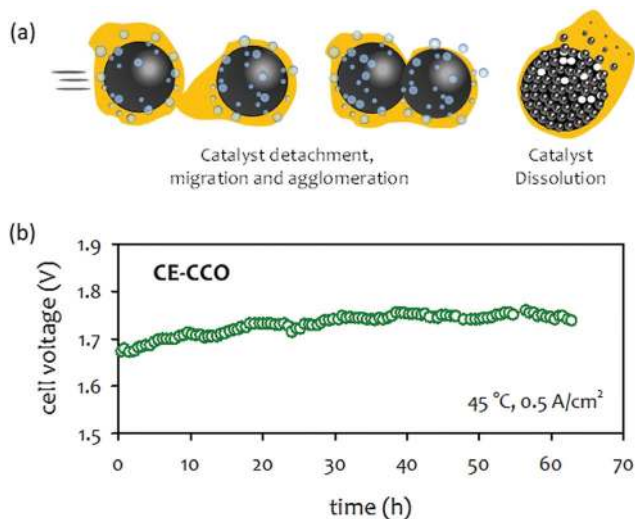 (a)
Catalyst detachment,
migration and agglomeration
Catalyst
Dissolution
(b)
1.9
1.8
1.7
1.6
1.5
cell voltage (V)
CE-CCO
45 °C, 0.5 A/cm²
0 10 20 30 40 50 60 70
time (h)